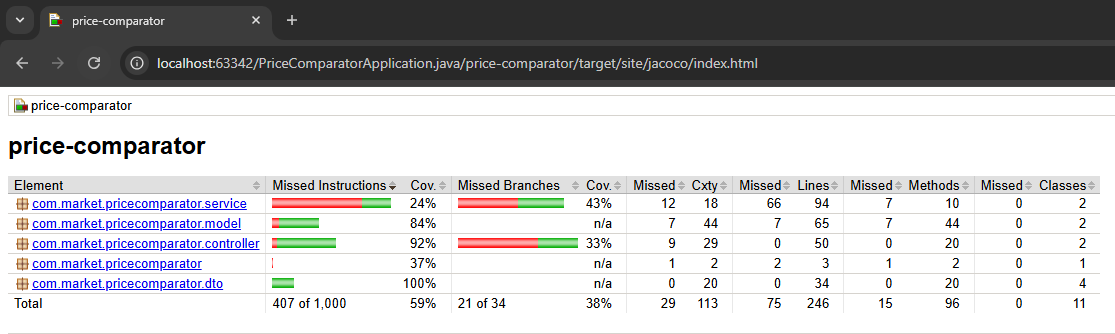 price-comparator
localhost:63342/PriceComparatorApplication.java/price-comparator/target/site/jacoco/index.html
price-comparator
price-comparator
Element Missed Instructions Cov. Missed Branches Cov. Missed Cxty Missed Lines Missed Methods Missed Classes
com.market.pricecomparator.service 24% 43% 12 18 66 94 7 10 0 2
com.market.pricecomparator.model 84% n/a 7 44 7 65 7 44 0 2
com.market.pricecomparator.controller 92% 33% 9 29 0 50 0 20 0 2
com.market.pricecomparator 37% n/a 1 2 2 3 1 2 0 1
com.market.pricecomparator.dto 100% n/a 0 20 0 34 0 20 0 4
Total 407 of 1,000 59% 21 of 34 38% 29 113 75 246 15 96 0 11